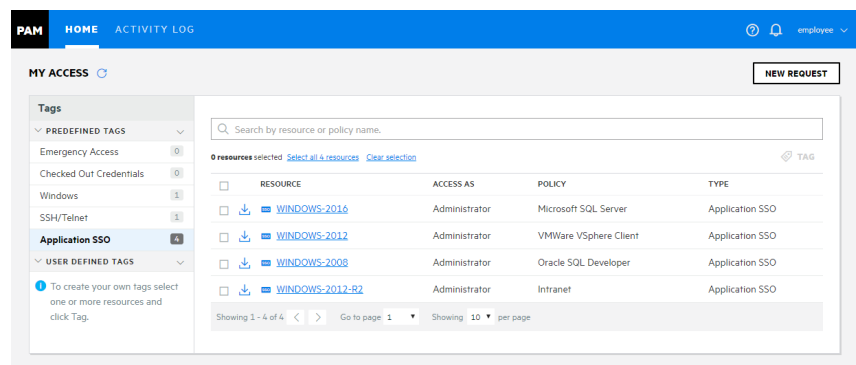 PAM HOME ACTIVITY LOG employee
MY ACCESS NEW REQUEST
Tags
PREDEFINED TAGS
Emergency Access 0
Checked Out Credentials 0
Windows 1
SSH/Telnet 1
Application SSO 4
USER DEFINED TAGS
To create your own tags select
one or more resources and
click Tag.
Search by resource or policy name.
0 resources selected Select all 4 resources Clear selection TAG
RESOURCE ACCESS AS POLICY TYPE
WINDOWS-2016 Administrator Microsoft SQL Server Application SSO
WINDOWS-2012 Administrator VMWare VSphere Client Application SSO
WINDOWS-2008 Administrator Oracle SQL Developer Application SSO
WINDOWS-2012-R2 Administrator Intranet Application SSO
Showing 1 - 4 of 4 < > Go to page 1 Showing 10 per page